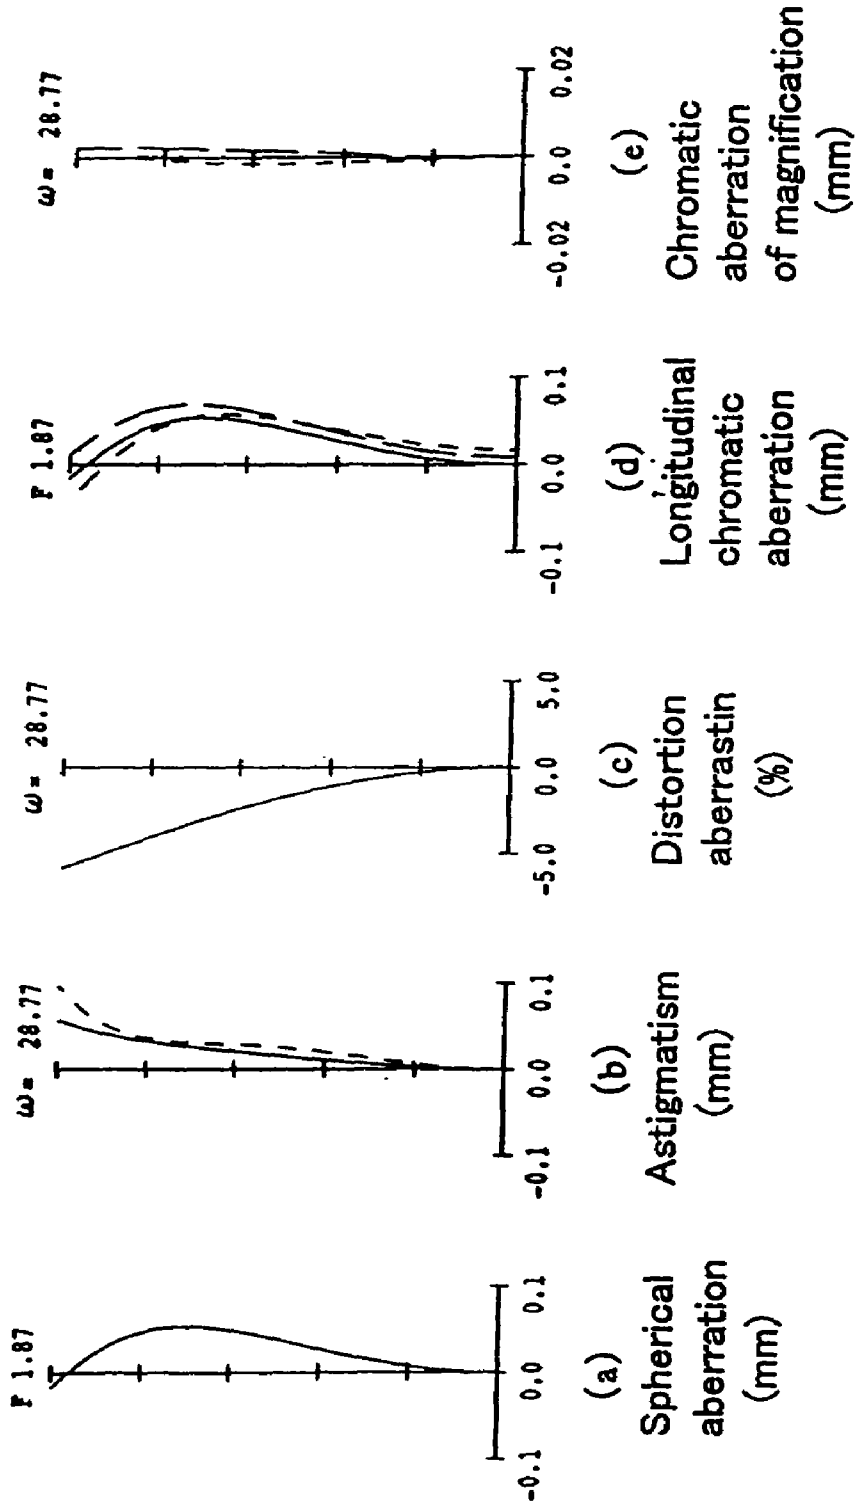 F 1.87
-0.1 0.0 0.1
(a)
Spherical
aberration
(mm)
ω= 28.77
-0.1 0.0 0.1
(b)
Astigmatism
(mm)
ω= 28.77
-5.0 0.0 5.0
(c)
Distortion
aberrastin
(%)
F 1.87
-0.1 0.0 0.1
(d)
Longitudinal
chromatic
aberration
(mm)
ω= 28.77
-0.02 0.0 0.02
(e)
Chromatic
aberration
of magnification
(mm)